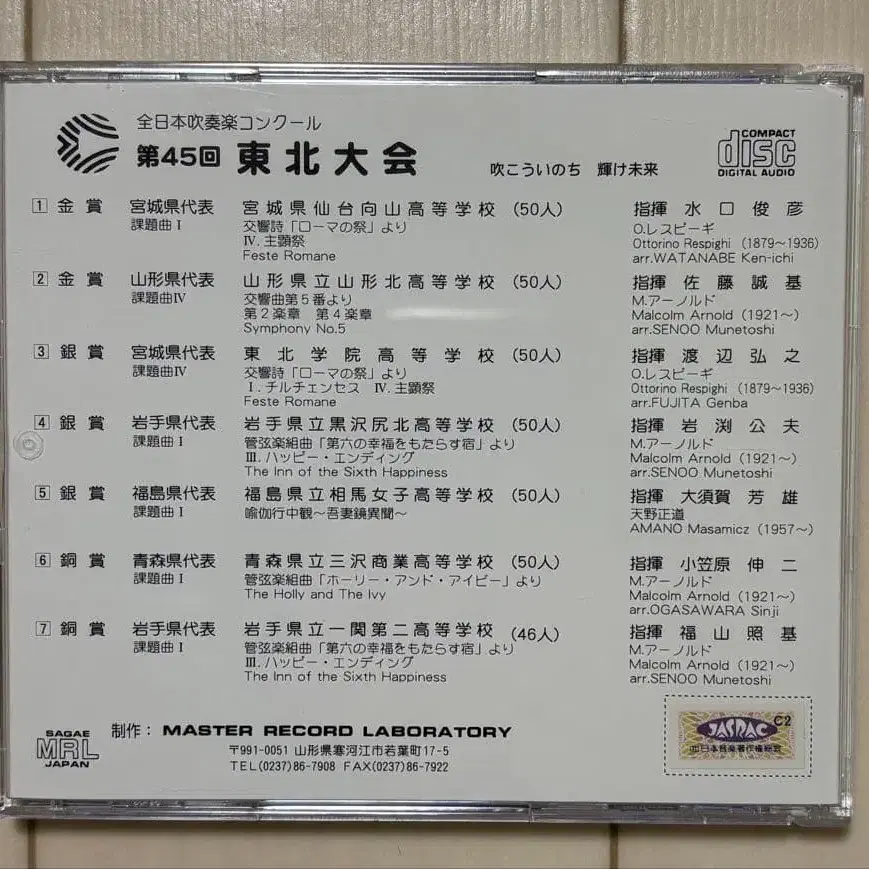 全日本吹奏楽コンクール
第45回 東北大会
吹こういのち 輝け未来
COMPACT disc DIGITAL AUDIO
1 金賞 宮城県代表 宮城県仙台向山高等学校 (50人) 指揮 水口俊彦
課題曲Ⅰ 交響詩「ローマの祭」より O.レスピーギ
Ⅳ.主顕祭 Ottorino Respighi (1879〜1936)
Feste Romane arr.WATANABE Ken-ichi
2 金賞 山形県代表 山形県立山形北高等学校 (50人) 指揮 佐藤誠基
課題曲Ⅳ 交響曲第5番より M.アーノルド
第2楽章 第4楽章 Malcolm Arnold (1921〜)
Symphony No.5 arr.SENOO Munetoshi
3 銀賞 宮城県代表 東北学院高等学校 (50人) 指揮 渡辺弘之
課題曲Ⅳ 交響詩「ローマの祭」より O.レスピーギ
Ⅰ.チルチェンセス Ⅳ.主顕祭 Ottorino Respighi (1879〜1936)
Feste Romane arr.FUJITA Genba
4 銀賞 岩手県代表 岩手県立黒沢尻北高等学校 (50人) 指揮 岩渕公夫
課題曲Ⅰ 管弦楽組曲「第六の幸福をもたらす宿」より M.アーノルド
Ⅲ.ハッピー・エンディング Malcolm Arnold (1921〜)
The Inn of the Sixth Happiness arr.SENOO Munetoshi
5 銀賞 福島県代表 福島県立相馬女子高等学校 (50人) 指揮 大須賀芳雄
課題曲Ⅰ 喩伽行中観〜吾妻鏡異聞〜 天野正道
AMANO Masamicz (1957〜)
6 銅賞 青森県代表 青森県立三沢商業高等学校 (50人) 指揮 小笠原伸二
課題曲Ⅰ 管弦楽組曲「ホーリー・アンド・アイビー」より M.アーノルド
The Holly and The Ivy Malcolm Arnold (1921〜)
arr.OGASAWARA Sinji
7 銅賞 岩手県代表 岩手県立一関第二高等学校 (46人) 指揮 福山照基
課題曲Ⅰ 管弦楽組曲「第六の幸福をもたらす宿」より M.アーノルド
Ⅲ.ハッピー・エンディング Malcolm Arnold (1921〜)
The Inn of the Sixth Happiness arr.SENOO Munetoshi
SAGAE MRL JAPAN
制作: MASTER RECORD LABORATORY
〒991-0051 山形県寒河江市若葉町17-5
TEL(0237)86-7908 FAX(0237)86-7922
C2
JASRAC
日本音楽著作権協会